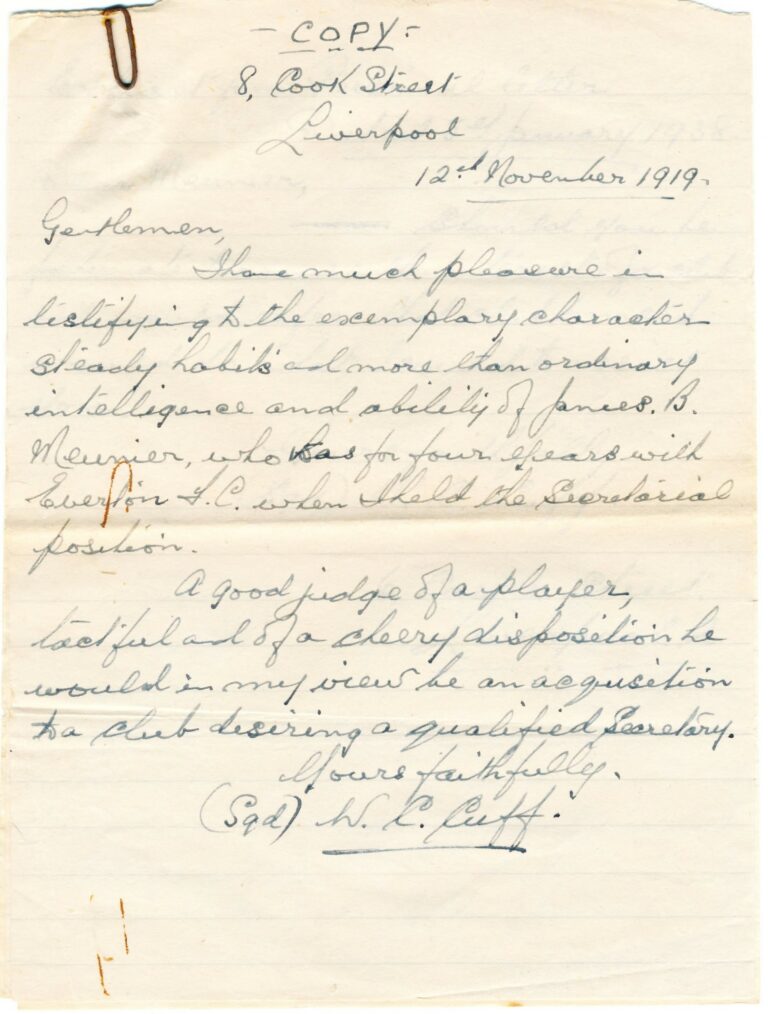 - COPY -
8, Cook Street
Liverpool
12th November 1919.
Gentlemen,
I have much pleasure in
testifying to the exemplary character
steady habits and more than ordinary
intelligence and ability of James. B.
Meunier, who was for four years with
Everton F.C. when I held the Secretarial
position.
A good judge of a player,
tactful and of a cheery disposition he
would in my view be an acqusition
to a club desiring a qualified Secretary.
Yours faithfully.
(Sgd) W. C. Cuff.